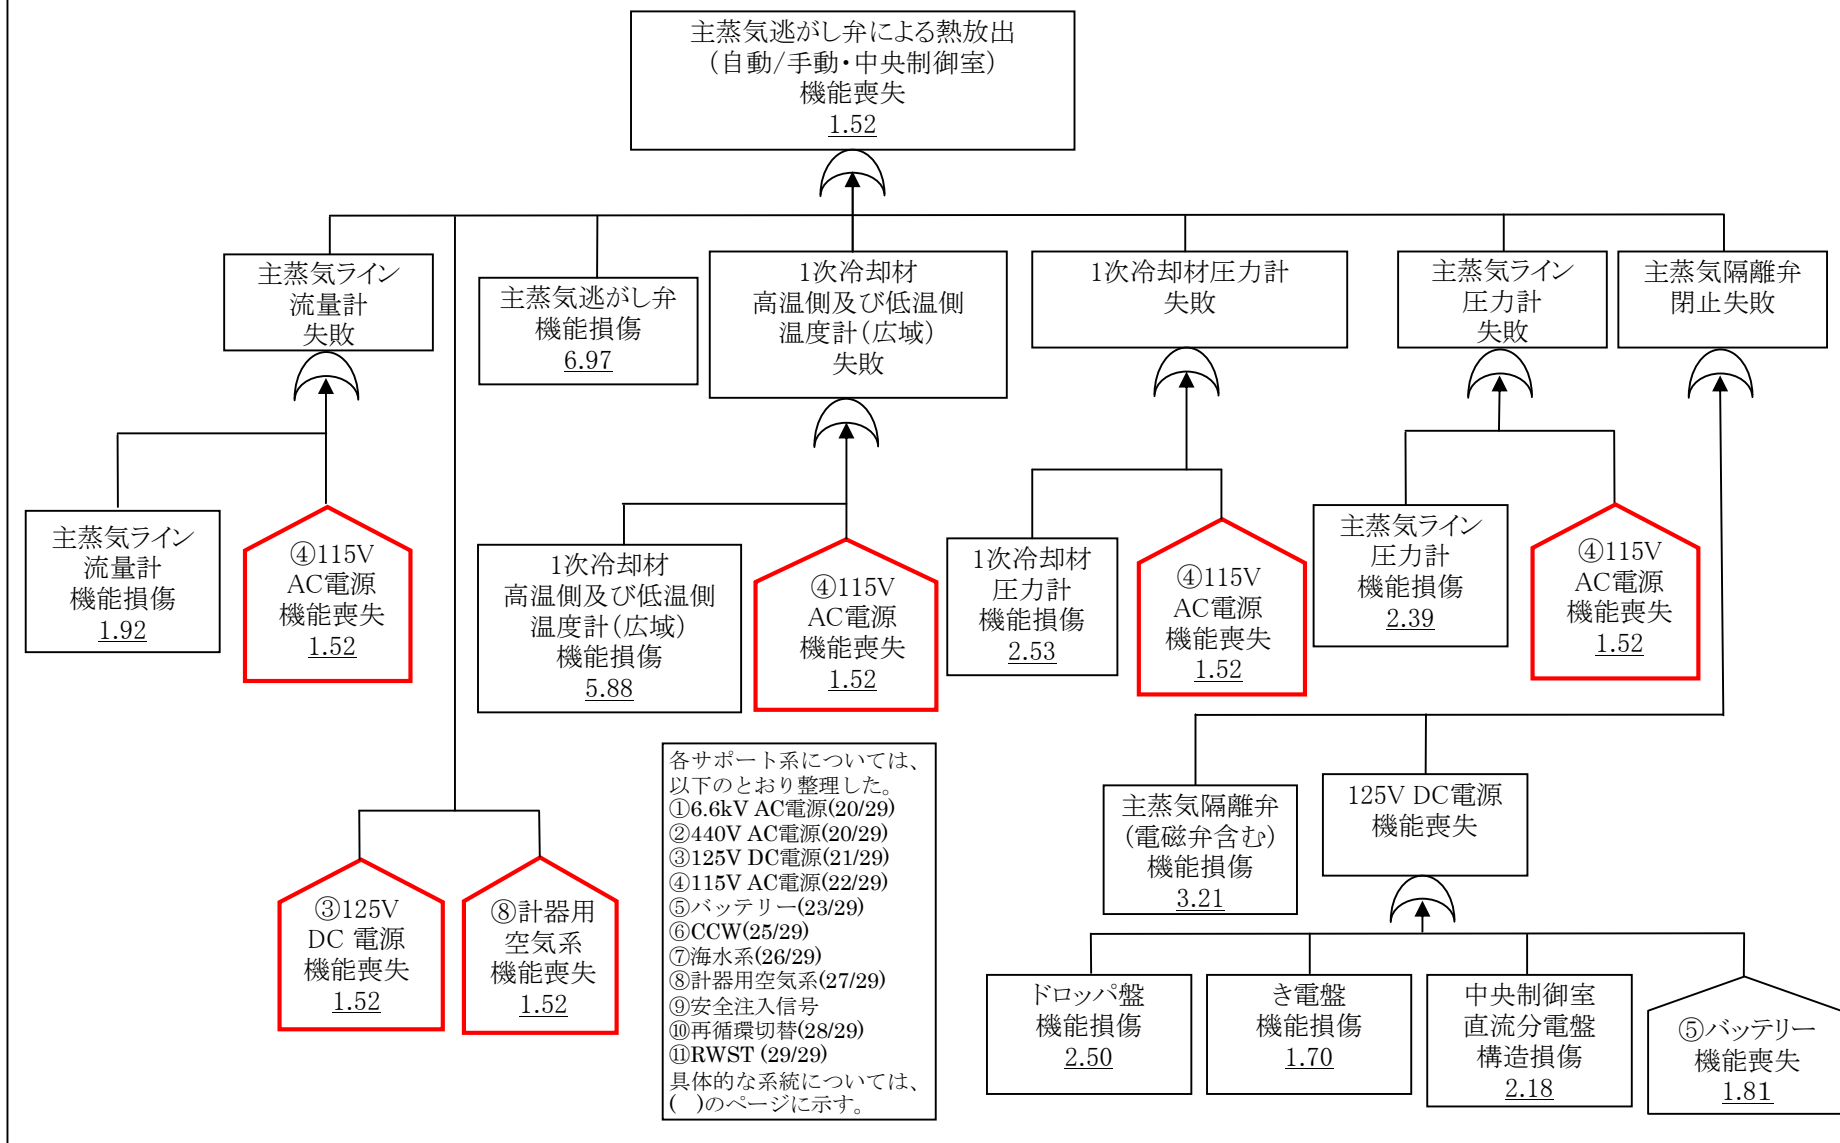 主蒸気逃がし弁による熱放出
(自動/手動・中央制御室)
機能喪失
1.52
主蒸気ライン
流量計
失敗
主蒸気逃がし弁
機能損傷
6.97
1次冷却材
高温側及び低温側
温度計(広域)
失敗
1次冷却材圧力計
失敗
主蒸気ライン
圧力計
失敗
主蒸気隔離弁
閉止失敗
主蒸気ライン
流量計
機能損傷
1.92
④115V
AC電源
機能喪失
1.52
1次冷却材
高温側及び低温側
温度計(広域)
機能損傷
5.88
④115V
AC電源
機能喪失
1.52
1次冷却材
圧力計
機能損傷
2.53
④115V
AC電源
機能喪失
1.52
主蒸気ライン
圧力計
機能損傷
2.39
④115V
AC電源
機能喪失
1.52
③125V
DC 電源
機能喪失
1.52
⑧計器用
空気系
機能喪失
1.52
各サポート系については、
以下のとおり整理した。
①6.6kV AC電源(20/29)
②440V AC電源(20/29)
③125V DC電源(21/29)
④115V AC電源(22/29)
⑤バッテリー(23/29)
⑥CCW(25/29)
⑦海水系(26/29)
⑧計器用空気系(27/29)
⑨安全注入信号
⑩再循環切替(28/29)
⑪RWST (29/29)
具体的な系統については、
( )のページに示す。
主蒸気隔離弁
(電磁弁含む)
機能損傷
3.21
125V DC電源
機能喪失
ドロッパ盤
機能損傷
2.50
き電盤
機能損傷
1.70
中央制御室
直流分電盤
構造損傷
2.18
⑤バッテリー
機能喪失
1.81